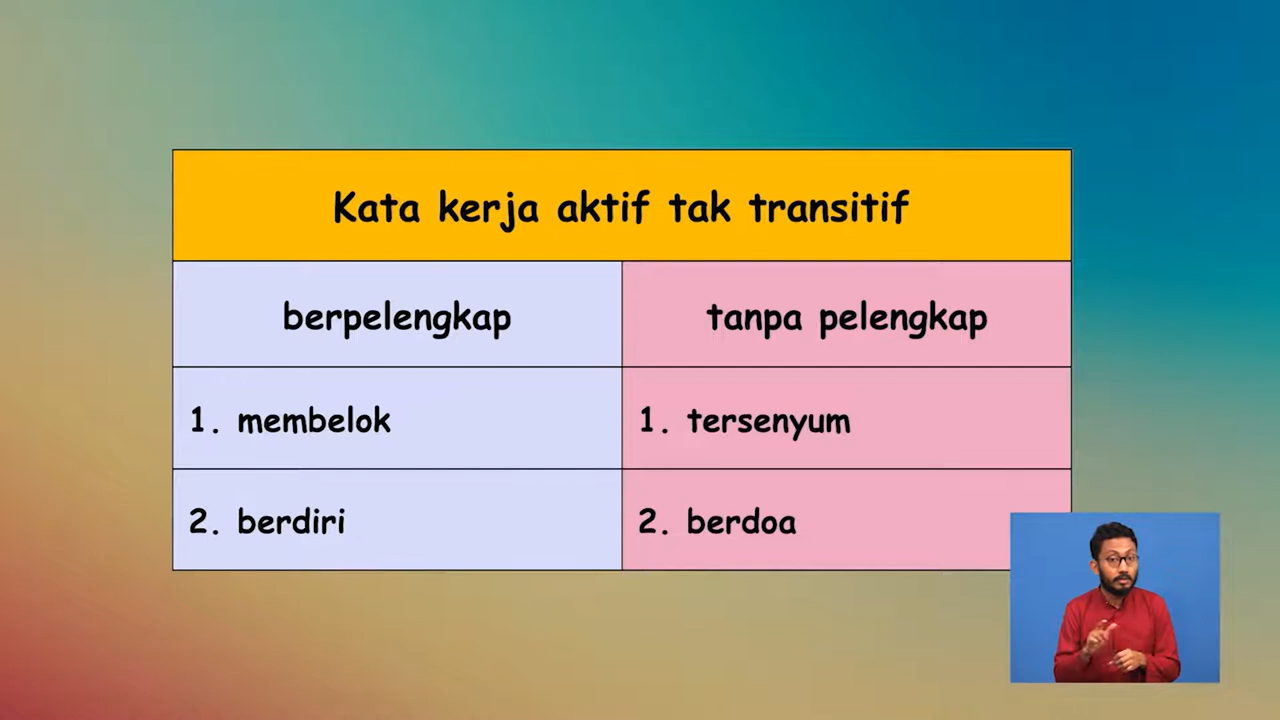 Kata kerja aktif tak transitif
berpelengkap
tanpa pelengkap
1. membelok
1. tersenyum
2. berdiri
2. berdoa